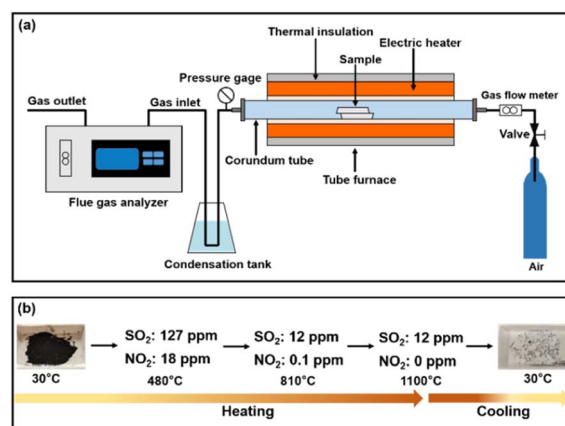 (a)
Thermal insulation
Electric heater
Sample
Pressure gage
Gas flow meter
Gas outlet
Gas inlet
Valve
Corundum tube
Tube furnace
Flue gas analyzer
Condensation tank
Air
(b)
SO₂: 127 ppm
NO₂: 18 ppm
SO₂: 12 ppm
NO₂: 0.1 ppm
SO₂: 12 ppm
NO₂: 0 ppm
30°C
480°C
810°C
1100°C
30°C
Heating
Cooling